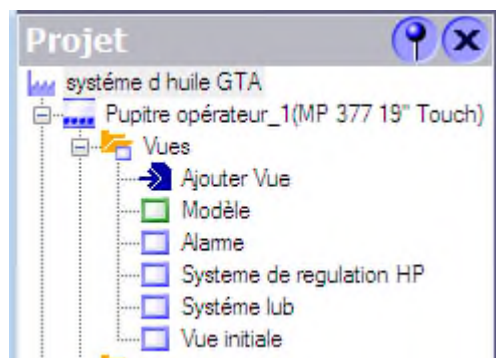 Projet
systéme d huile GTA
Pupitre opérateur_1(MP 377 19" Touch)
Vues
Ajouter Vue
Modèle
Alarme
Systeme de regulation HP
Systéme lub
Vue initiale